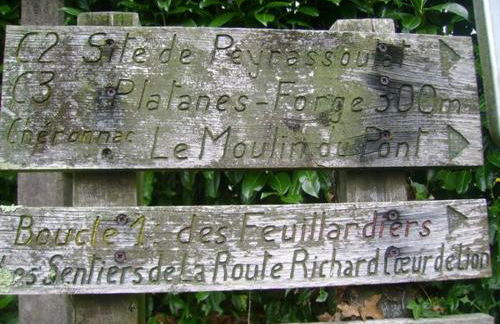 C2 Site de Peyrassoulat
C3 Platanes-Forge 300m
Chéronnac Le Moulin du Pont
Boucle 1 des Feuillardiers
Les Sentiers de La Route Richard Cœur de Lion